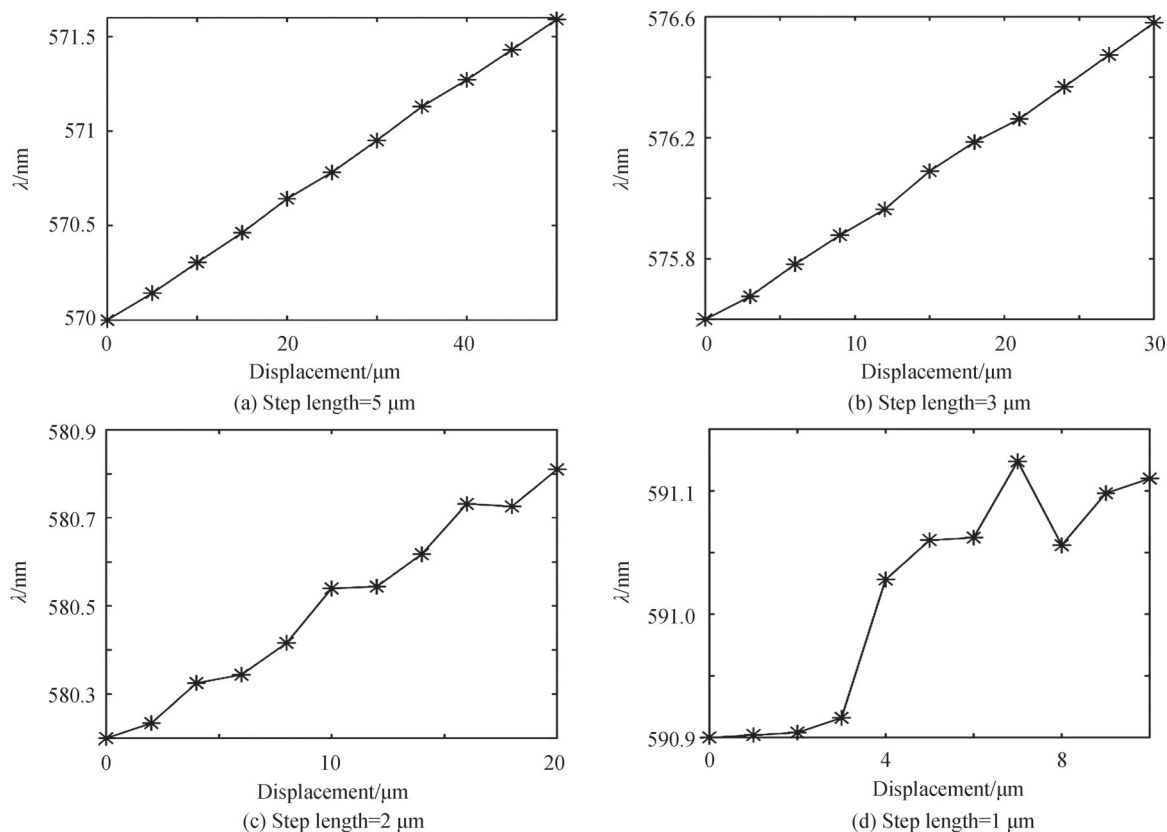 571.5
571
570.5
570
λ/nm
0
20
40
Displacement/μm
(a) Step length=5 μm
576.6
576.2
575.8
λ/nm
0
10
20
30
Displacement/μm
(b) Step length=3 μm
580.9
580.7
580.5
580.3
λ/nm
0
10
20
Displacement/μm
(c) Step length=2 μm
591.1
591.0
590.9
λ/nm
0
4
8
Displacement/μm
(d) Step length=1 μm